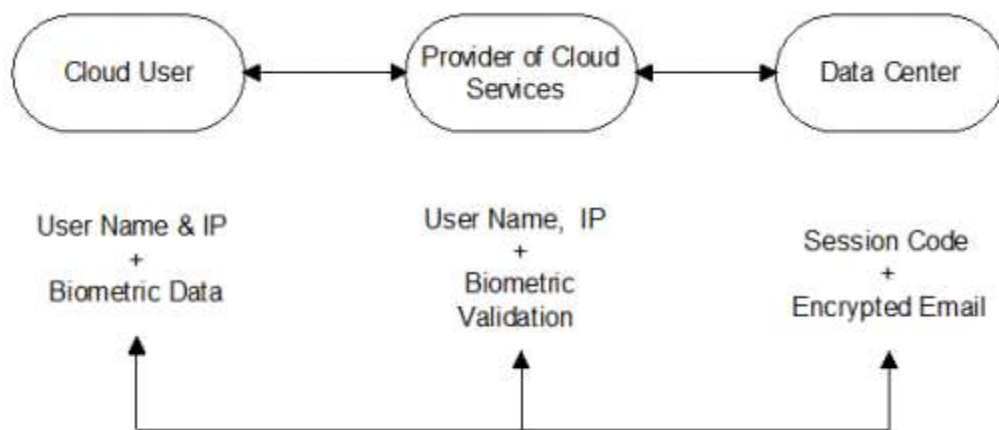 Cloud User
Provider of Cloud
Services
Data Center
User Name & IP
+
Biometric Data
User Name, IP
+
Biometric
Validation
Session Code
+
Encrypted Email